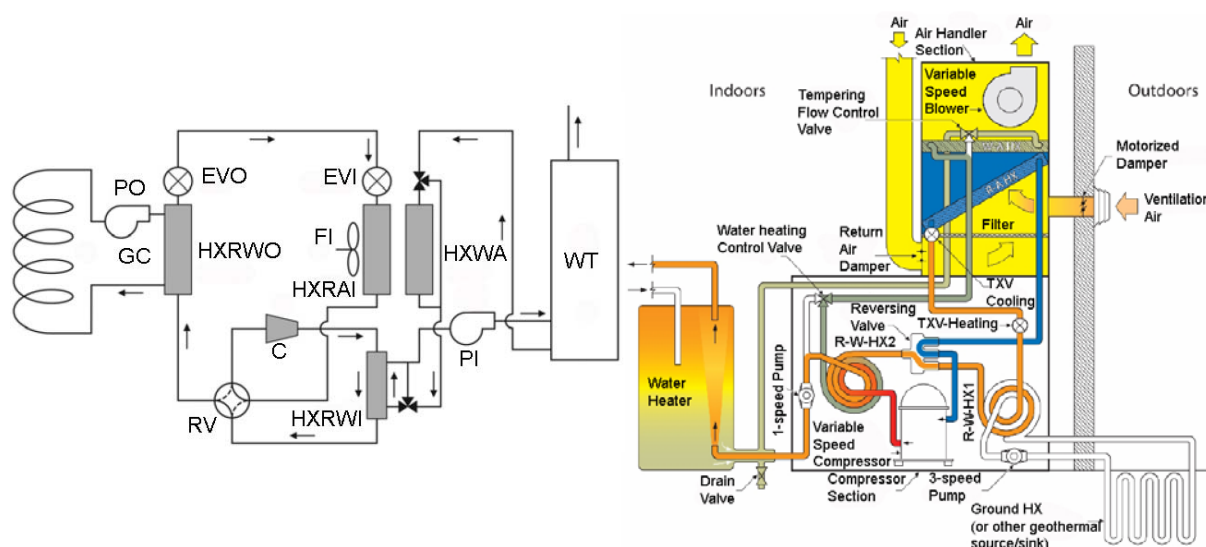 PO
EVO
EVI
GC
HXRWO
FI
HXWA
HXRAI
WT
C
PI
RV
HXRWI
Air
Air
Air Handler
Section
Indoors
Variable
Speed
Blower
Outdoors
Tempering
Flow Control
Valve
W-A HX
Motorized
Damper
R-A HX
Ventilation
Air
Filter
Water heating
Control Valve
Return
Air
Damper
TXV
Cooling
Reversing
Valve
TXV-Heating
R-W-HX2
Water
Heater
1-speed Pump
R-W-HX1
Variable
Speed
Compressor
Compressor
Section
3-speed
Pump
Drain
Valve
Ground HX
(or other geothermal
source/sink)